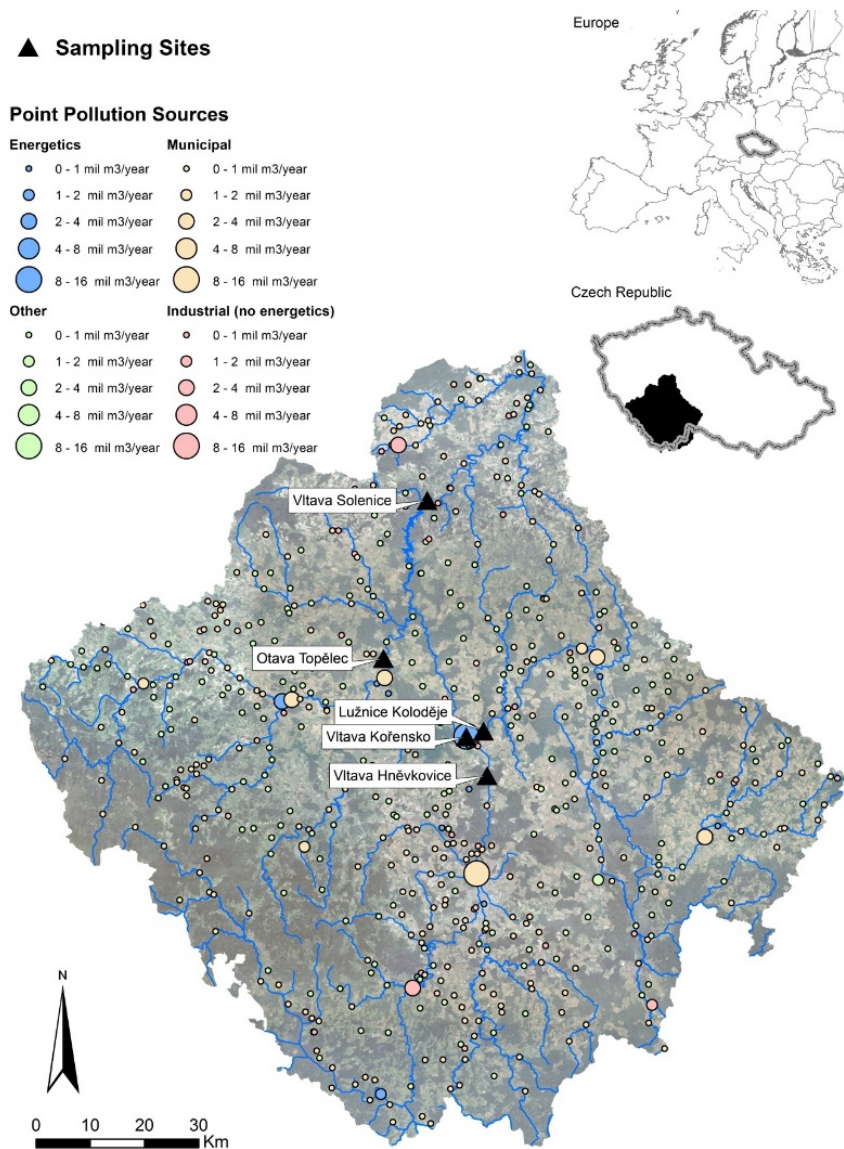 Sampling Sites
Europe
Point Pollution Sources
Energetics
0 - 1 mil m3/year
1 - 2 mil m3/year
2 - 4 mil m3/year
4 - 8 mil m3/year
8 - 16 mil m3/year
Municipal
0 - 1 mil m3/year
1 - 2 mil m3/year
2 - 4 mil m3/year
4 - 8 mil m3/year
8 - 16 mil m3/year
Other
0 - 1 mil m3/year
1 - 2 mil m3/year
2 - 4 mil m3/year
4 - 8 mil m3/year
8 - 16 mil m3/year
Industrial (no energetics)
0 - 1 mil m3/year
1 - 2 mil m3/year
2 - 4 mil m3/year
4 - 8 mil m3/year
8 - 16 mil m3/year
Czech Republic
Vltava Solenice
Otava Topělec
Lužnice Koloděje
Vltava Kořensko
Vltava Hněvkovice
N
0 10 20 30
Km